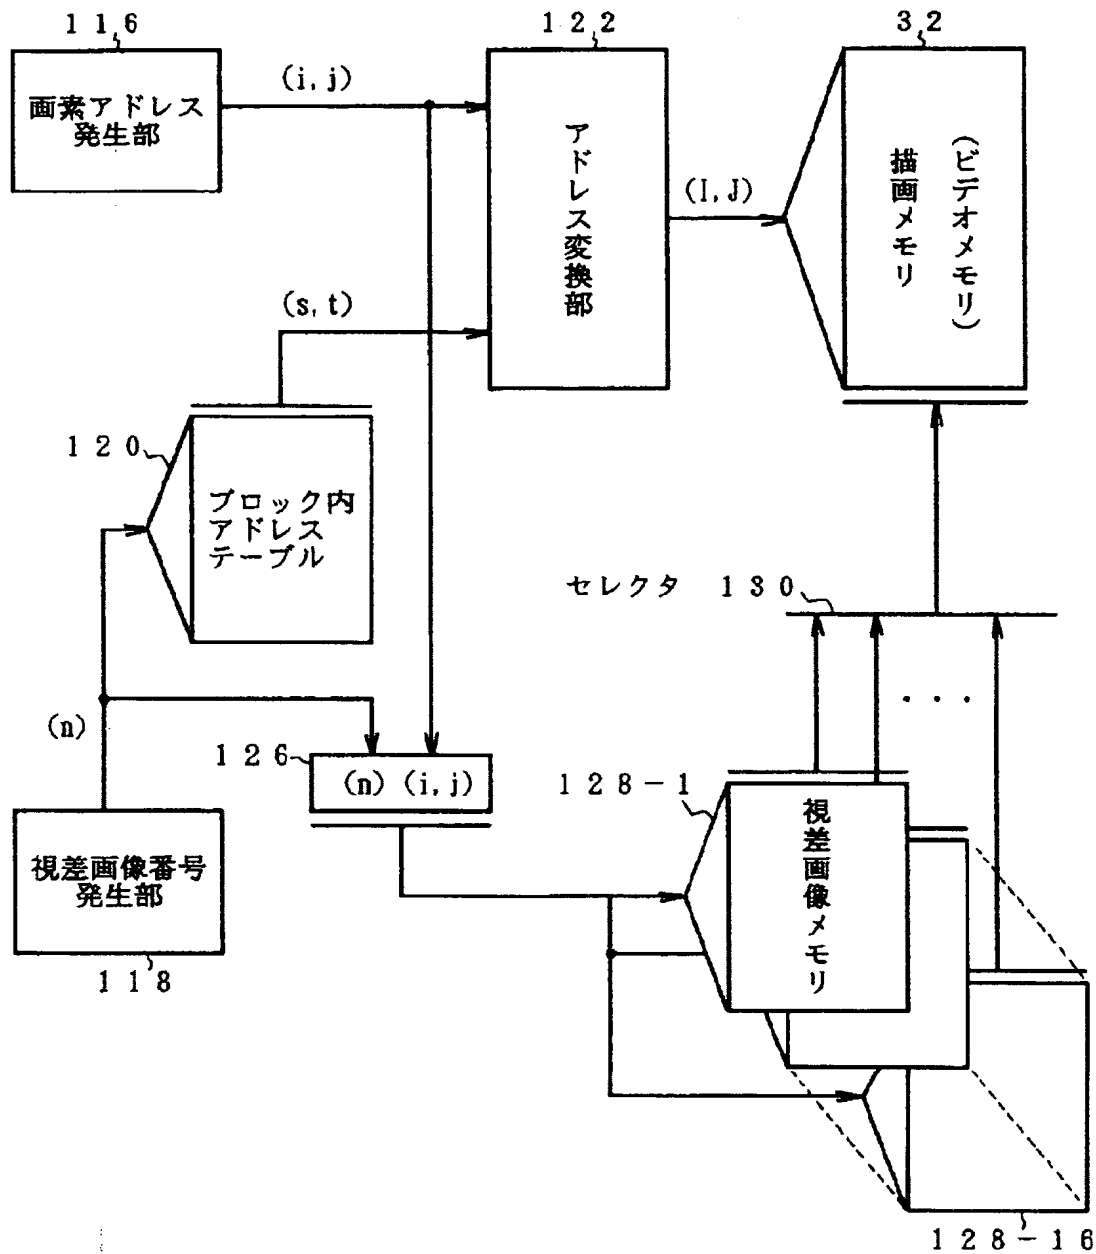 116
122
32
画素アドレス
発生部
(i, j)
アドレス変換部
(I, J)
描画メモリ
(ビデオメモリ)
(s, t)
120
ブロック内
アドレス
テーブル
セレクタ 130
(n)
126
(n) (i, j)
128-1
・・・
視差画像メモリ
視差画像番号
発生部
118
128-16